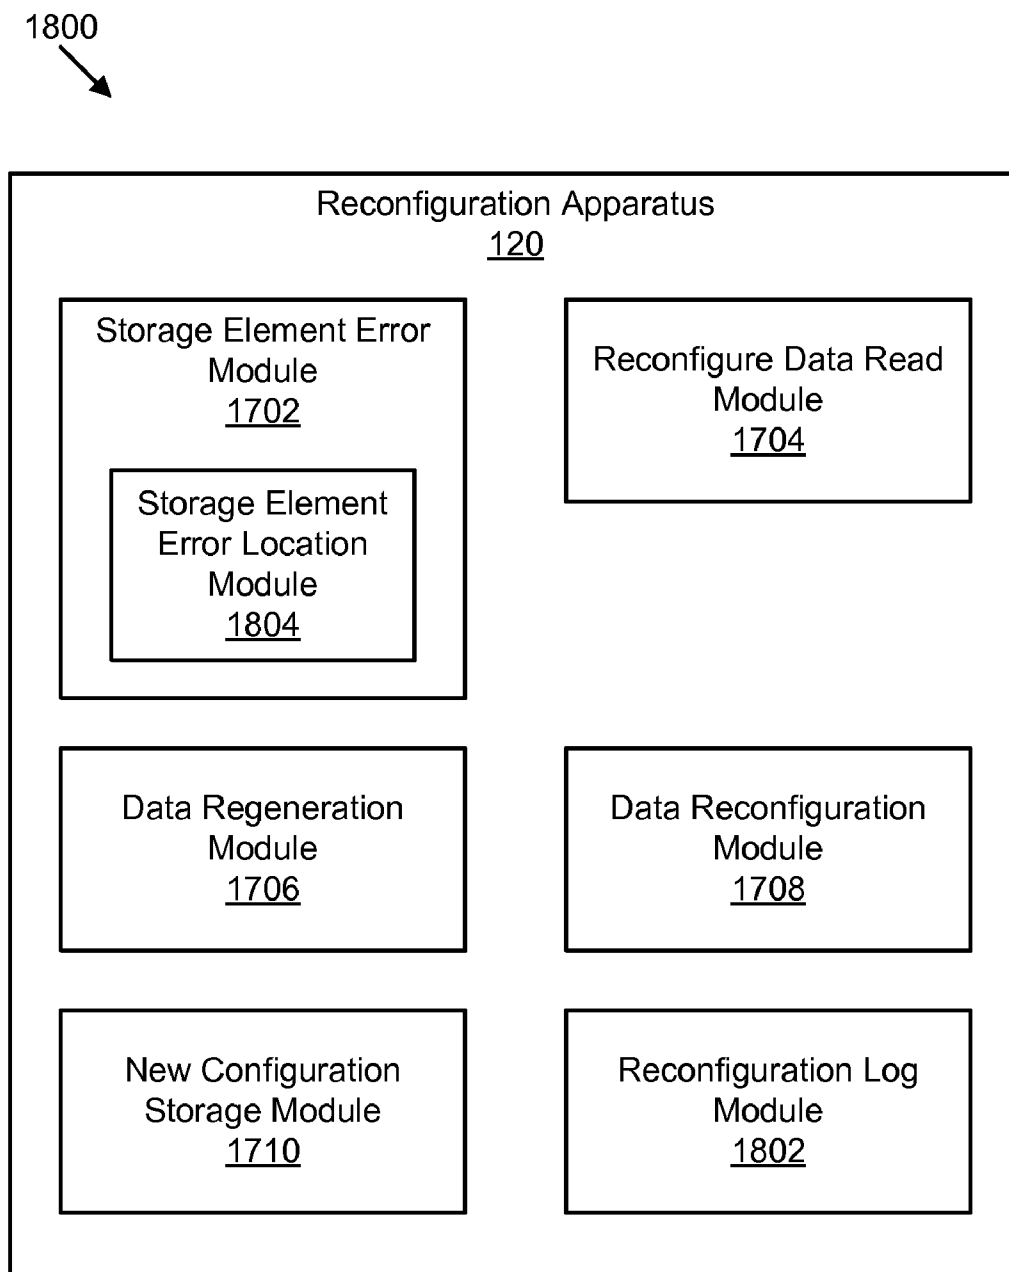 1800
Reconfiguration Apparatus
120
Storage Element Error
Module
1702
Storage Element
Error Location
Module
1804
Reconfigure Data Read
Module
1704
Data Regeneration
Module
1706
Data Reconfiguration
Module
1708
New Configuration
Storage Module
1710
Reconfiguration Log
Module
1802